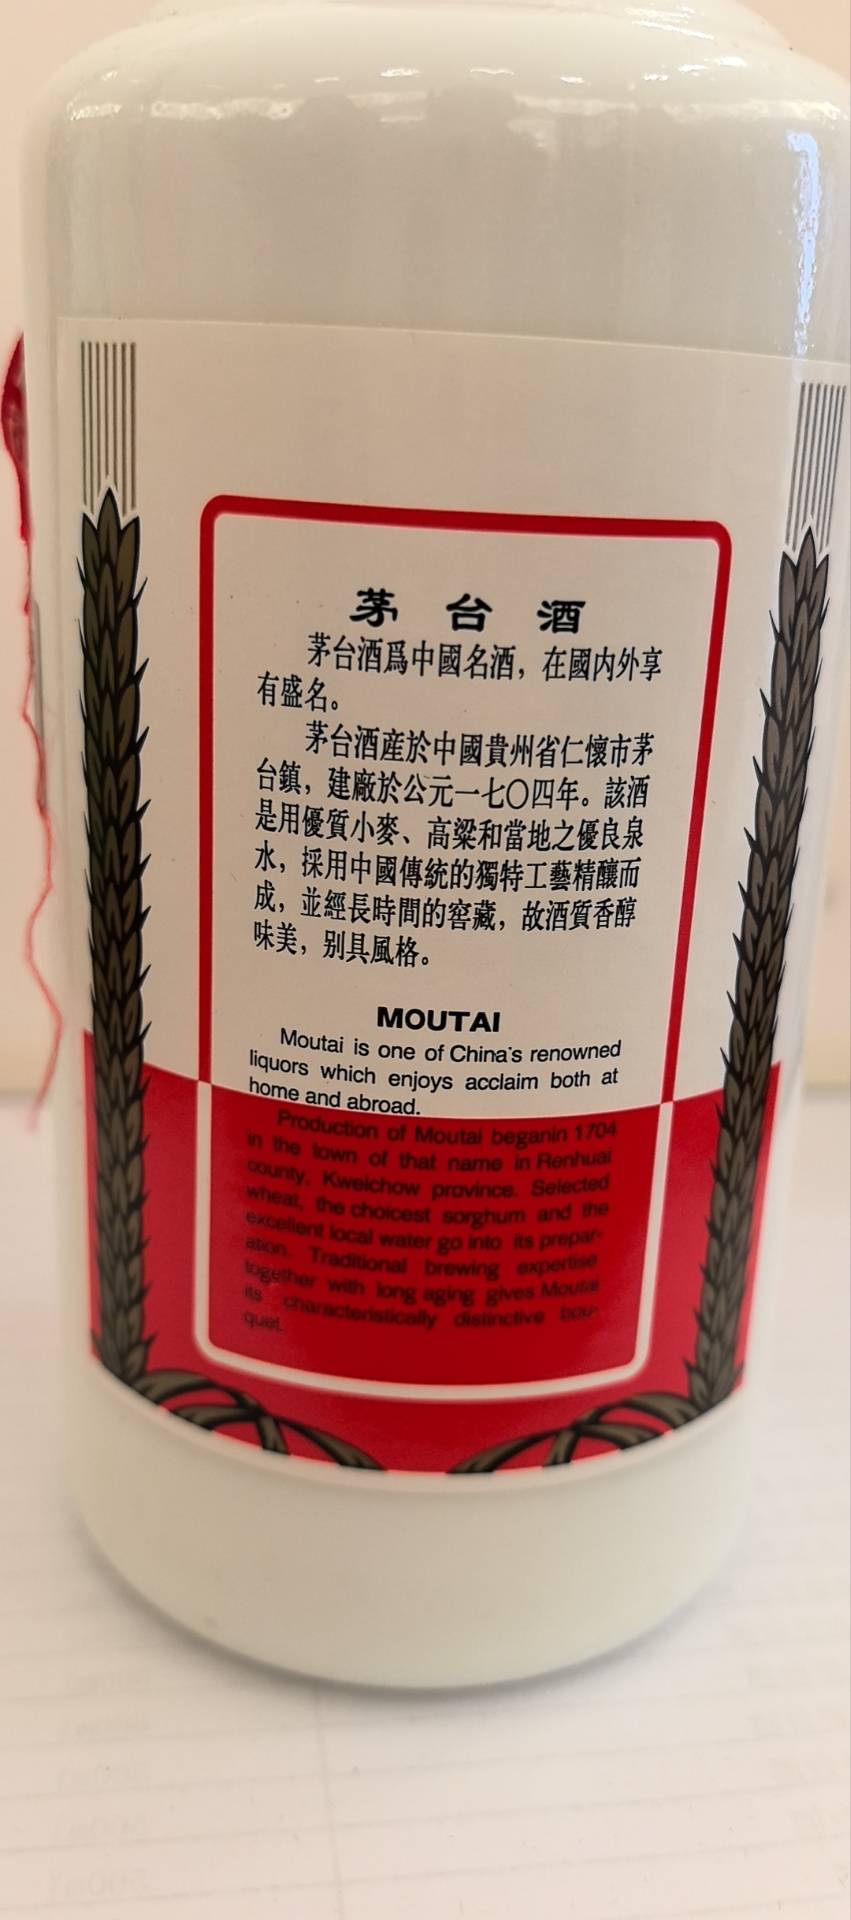 茅台酒
茅台酒爲中國名酒，在國内外享
有盛名。
茅台酒産於中國貴州省仁懷市茅
台鎮，建廠於公元一七〇四年。該酒
是用優質小麥、高粱和當地之優良泉
水，採用中國傳統的獨特工藝精釀而
成，並經長時間的窖藏，故酒質香醇
味美，别具風格。
MOUTAI
Moutai is one of China's renowned
liquors which enjoys acclaim both at
home and abroad.
Production of Moutai beganin 1704
in the town of that name in Renhuai
county, Kweichow province. Selected
wheat, the choicest sorghum and the
excellent local water go into its prepar-
ation. Traditional brewing expertise
together with long aging gives Moutai
its characteristically distinctive bou-
quet.